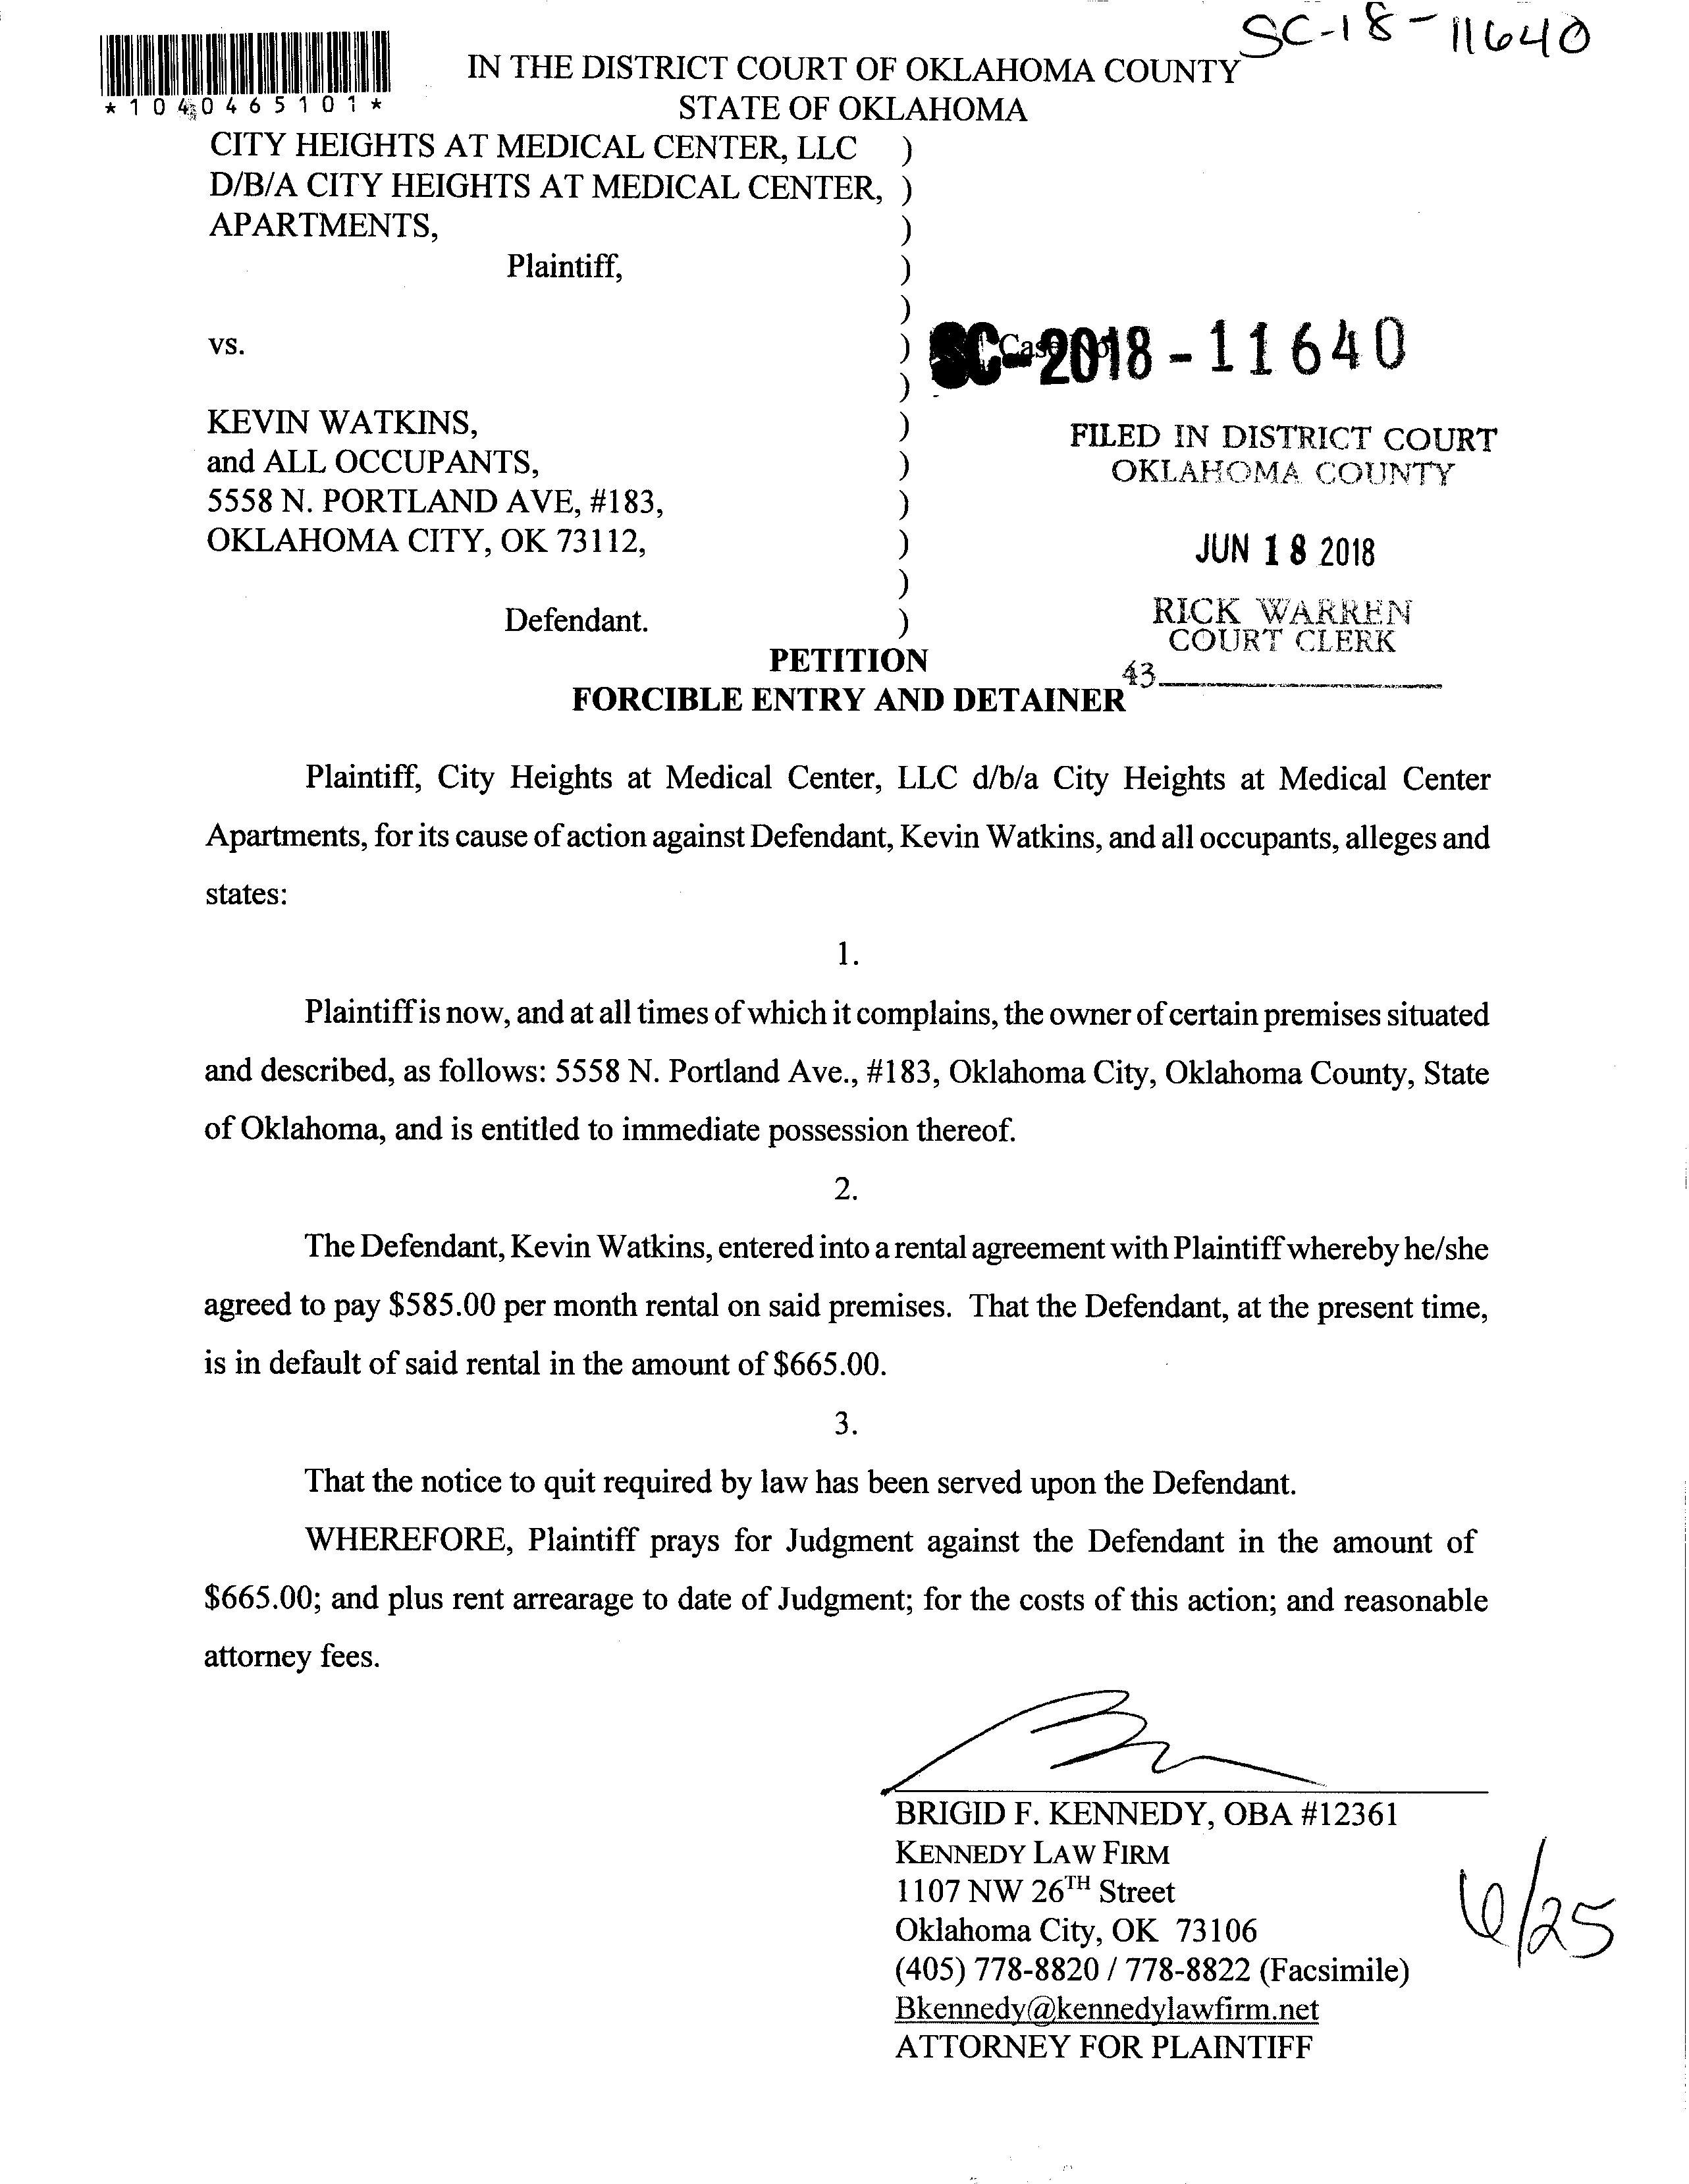 SC-18-11640
*1040465101*
IN THE DISTRICT COURT OF OKLAHOMA COUNTY
STATE OF OKLAHOMA
CITY HEIGHTS AT MEDICAL CENTER, LLC )
D/B/A CITY HEIGHTS AT MEDICAL CENTER, )
APARTMENTS, )
Plaintiff, )
)
vs. ) Case No. SC-2018-11640
)
KEVIN WATKINS, )
and ALL OCCUPANTS, )
5558 N. PORTLAND AVE, #183, )
OKLAHOMA CITY, OK 73112, )
)
Defendant. )
FILED IN DISTRICT COURT
OKLAHOMA COUNTY
JUN 18 2018
RICK WARREN
COURT CLERK
43
PETITION
FORCIBLE ENTRY AND DETAINER
Plaintiff, City Heights at Medical Center, LLC d/b/a City Heights at Medical Center
Apartments, for its cause of action against Defendant, Kevin Watkins, and all occupants, alleges and
states:
1.
Plaintiff is now, and at all times of which it complains, the owner of certain premises situated
and described, as follows: 5558 N. Portland Ave., #183, Oklahoma City, Oklahoma County, State
of Oklahoma, and is entitled to immediate possession thereof.
2.
The Defendant, Kevin Watkins, entered into a rental agreement with Plaintiff whereby he/she
agreed to pay $585.00 per month rental on said premises. That the Defendant, at the present time,
is in default of said rental in the amount of $665.00.
3.
That the notice to quit required by law has been served upon the Defendant.
WHEREFORE, Plaintiff prays for Judgment against the Defendant in the amount of
$665.00; and plus rent arrearage to date of Judgment; for the costs of this action; and reasonable
attorney fees.
BRIGID F. KENNEDY, OBA #12361
KENNEDY LAW FIRM
1107 NW 26TH Street
Oklahoma City, OK 73106
(405) 778-8820 / 778-8822 (Facsimile)
Bkennedy@kennedylawfirm.net
ATTORNEY FOR PLAINTIFF
6/25